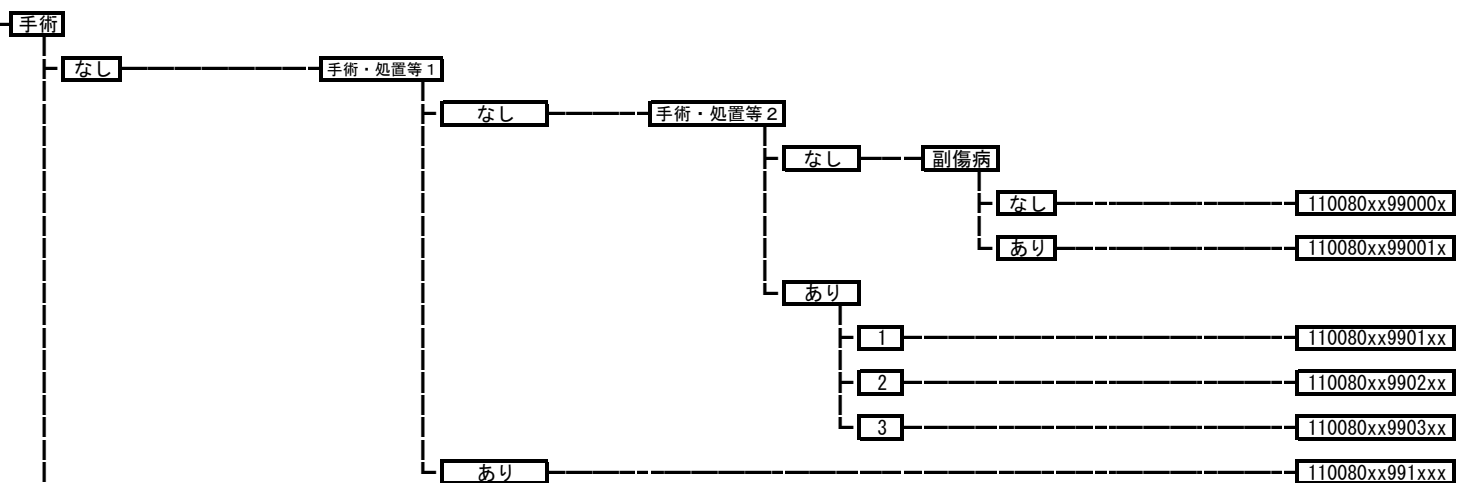 手術
なし 手術・処置等1
なし 手術・処置等2
なし 副傷病
なし 110080xx99000x
あり 110080xx99001x
あり
1 110080xx9901xx
2 110080xx9902xx
3 110080xx9903xx
あり 110080xx991xxx